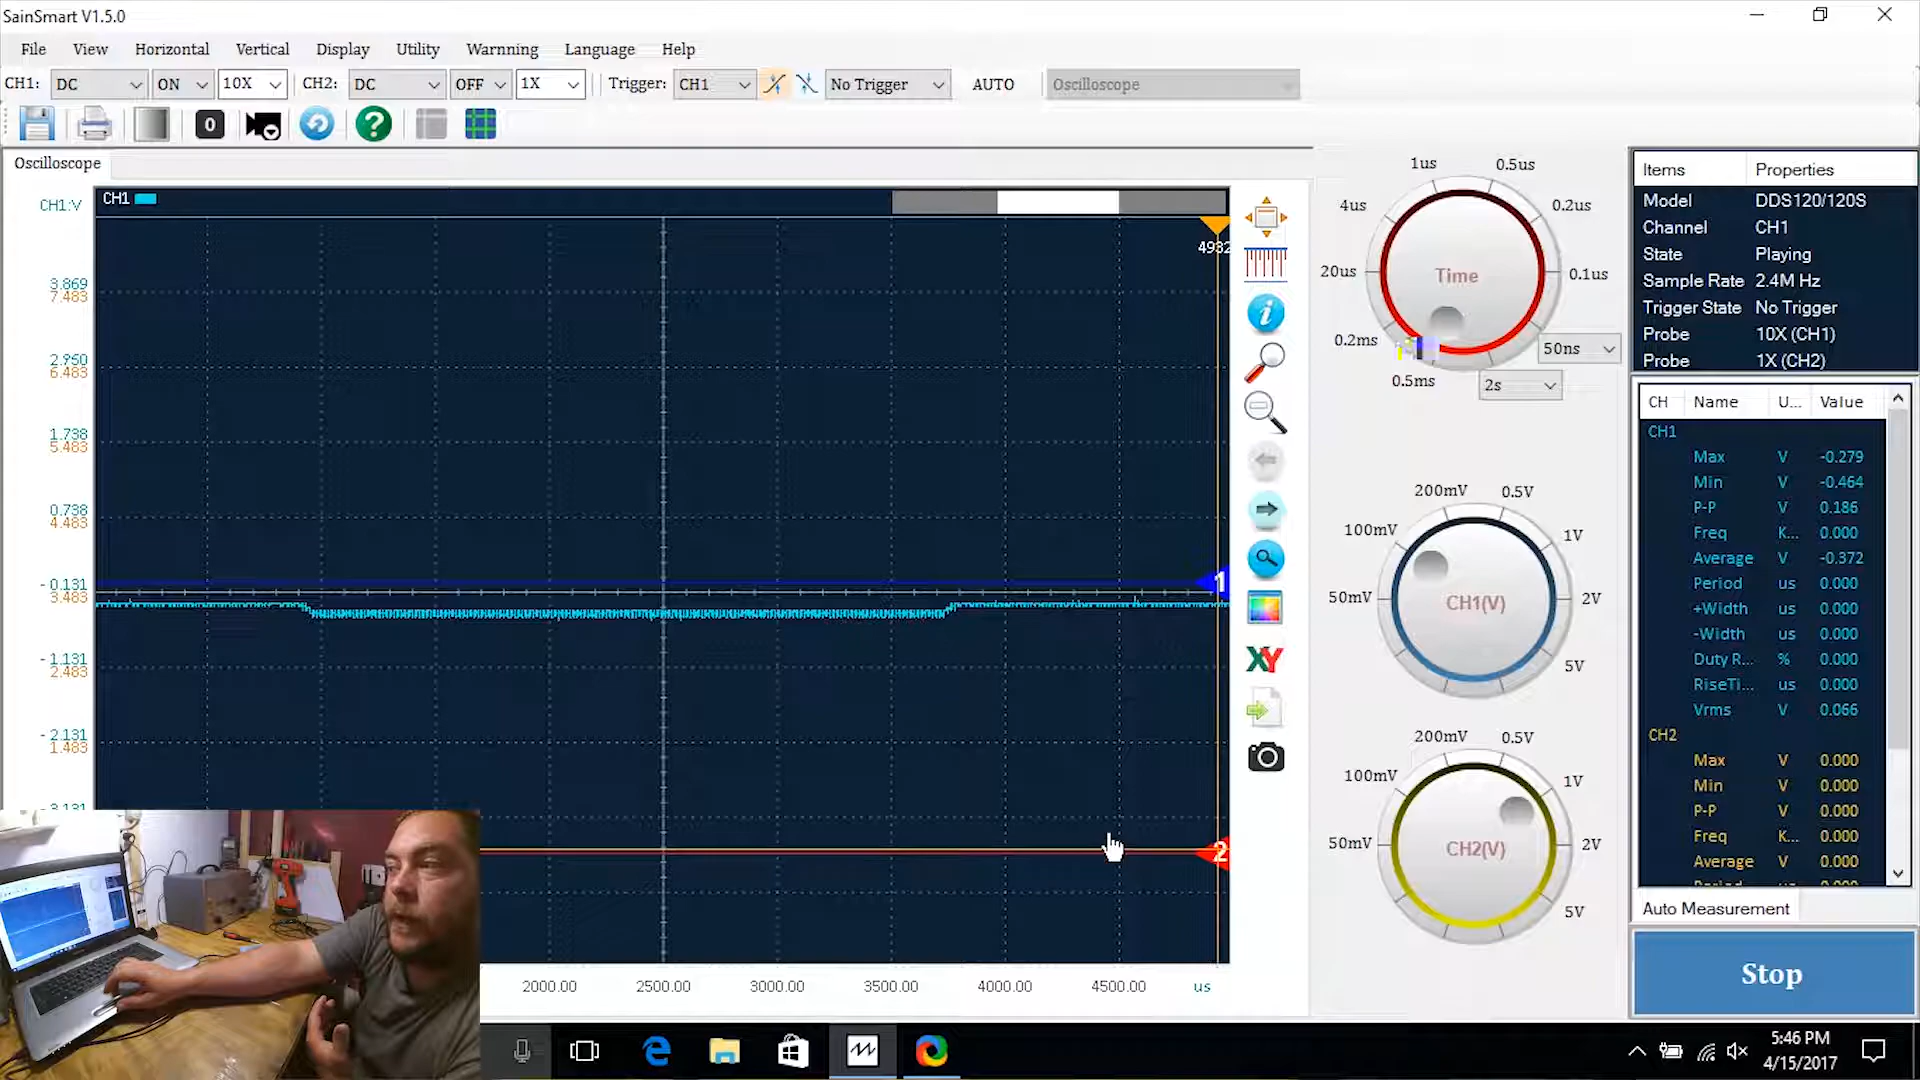 SainSmart V1.5.0
File View Horizontal Vertical Display Utility Warnning Language Help
CH1: DC ON 10X CH2: DC OFF 1X Trigger: CH1 No Trigger AUTO Oscilloscope
0
?
Oscilloscope
CH1:V
CH1
4932
3.869
7.483
2.950
6.483
1.738
5.483
0.738
4.483
- 0.131
3.483
1
- 1.131
2.483
- 2.131
1.483
2
2000.00 2500.00 3000.00 3500.00 4000.00 4500.00 us
i
XY
1us 0.5us
4us 0.2us
20us Time 0.1us
0.2ms 50ns
0.5ms 2s
200mV 0.5V
100mV 1V
50mV CH1(V) 2V
5V
200mV 0.5V
100mV 1V
50mV CH2(V) 2V
5V
Items Properties
Model DDS120/120S
Channel CH1
State Playing
Sample Rate 2.4M Hz
Trigger State No Trigger
Probe 10X (CH1)
Probe 1X (CH2)
CH Name U... Value
CH1
Max V -0.279
Min V -0.464
P-P V 0.186
Freq K... 0.000
Average V -0.372
Period us 0.000
+Width us 0.000
-Width us 0.000
Duty R... % 0.000
RiseTi... us 0.000
Vrms V 0.066
CH2
Max V 0.000
Min V 0.000
P-P V 0.000
Freq K... 0.000
Average V 0.000
Auto Measurement
Stop
5:46 PM
4/15/2017